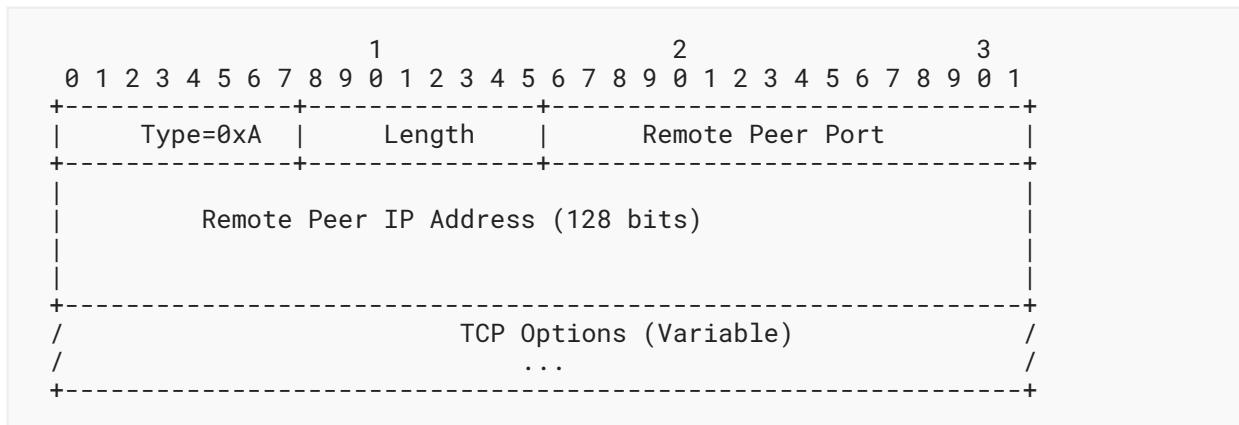 1                   2                   3
 0 1 2 3 4 5 6 7 8 9 0 1 2 3 4 5 6 7 8 9 0 1 2 3 4 5 6 7 8 9 0 1
+---------------+---------------+-------------------------------+
|     Type=0xA  |     Length    |      Remote Peer Port         |
+---------------+---------------+-------------------------------+
|                                                               |
|         Remote Peer IP Address (128 bits)                     |
|                                                               |
|                                                               |
+---------------------------------------------------------------+
/                          TCP Options (Variable)               /
/                              ...                              /
+---------------------------------------------------------------+